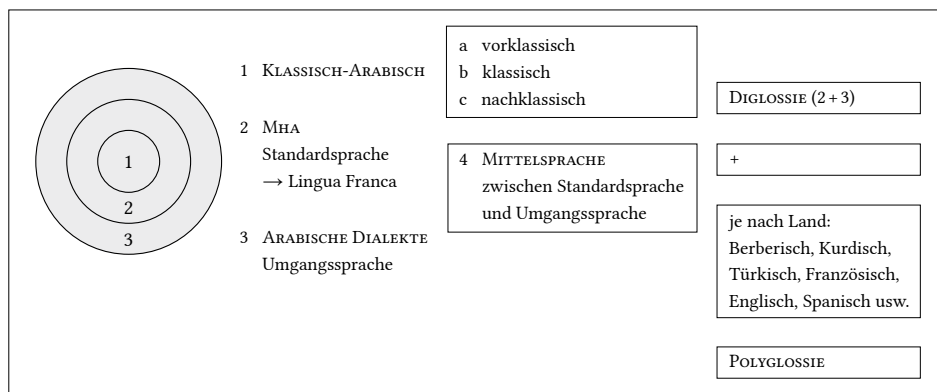 1
2
3
1 Klassisch-Arabisch
2 Mha
Standardsprache
→ Lingua Franca
3 Arabische Dialekte
Umgangssprache
a vorklassisch
b klassisch
c nachklassisch
4 Mittelsprache
zwischen Standardsprache
und Umgangssprache
Diglossie (2 + 3)
+
je nach Land:
Berberisch, Kurdisch,
Türkisch, Französisch,
Englisch, Spanisch usw.
Polyglossie